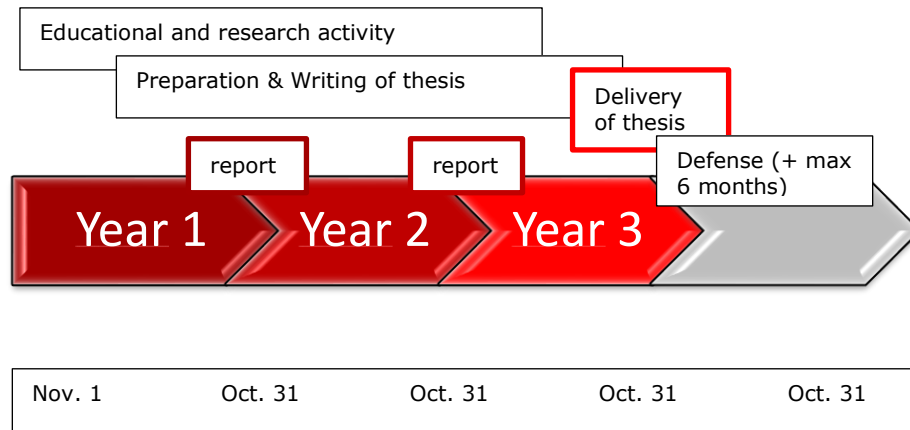 Educational and research activity
Preparation & Writing of thesis
Delivery
of thesis
report
report
Defense (+ max
6 months)
Year 1
Year 2
Year 3
Nov. 1
Oct. 31
Oct. 31
Oct. 31
Oct. 31